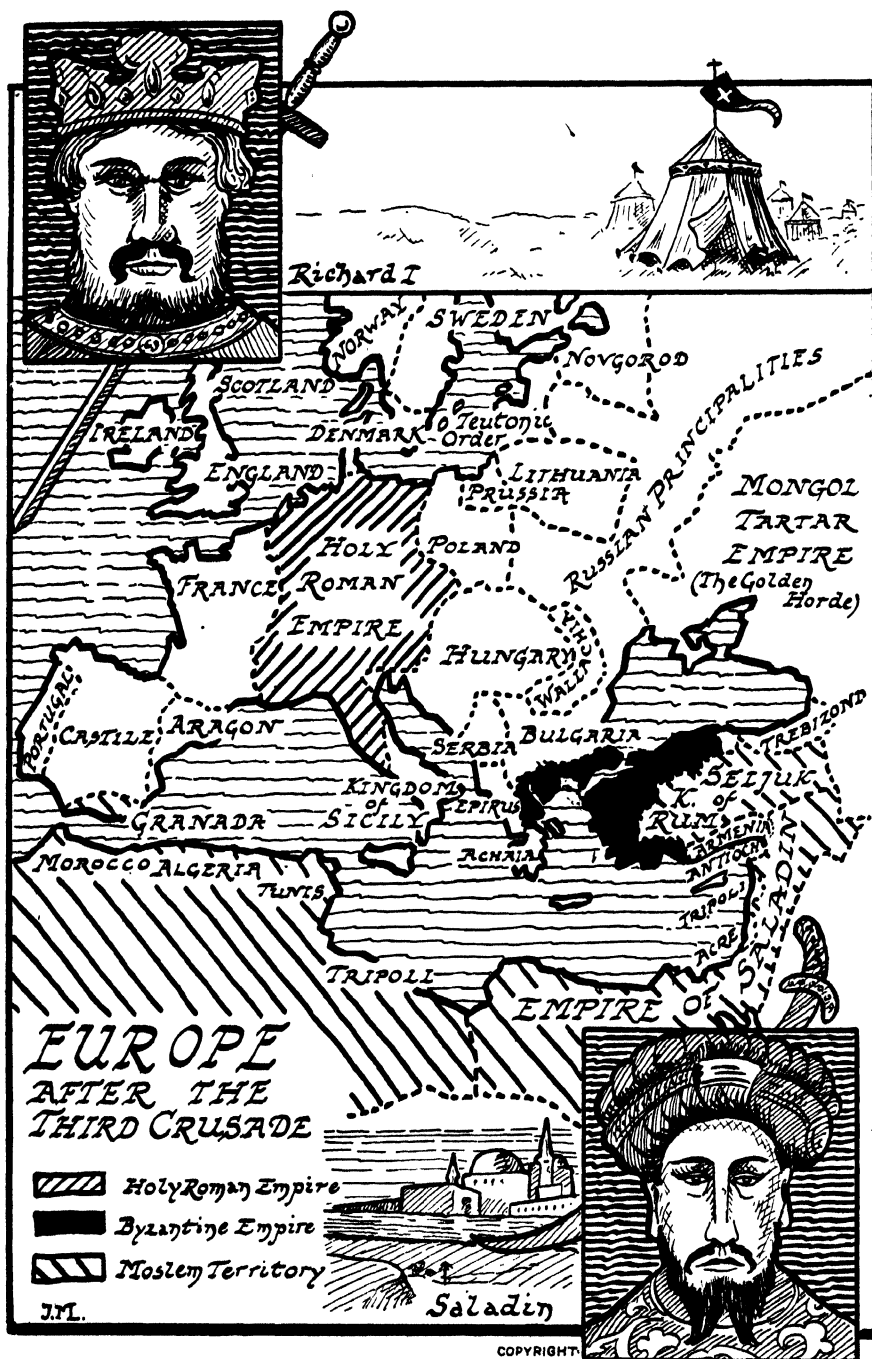 Richard I
NORWAY
SWEDEN
NOVGOROD
SCOTLAND
RUSSIAN PRINCIPALITIES
IRELAND
DENMARK
Teutonic
Order
ENGLAND
LITHUANIA
PRUSSIA
MONGOL
TARTAR
EMPIRE
(The Golden
Horde)
HOLY
ROMAN
EMPIRE
POLAND
FRANCE
HUNGARY
WALLACHIA
PORTUGAL
CASTILE
ARAGON
SERBIA
BULGARIA
TREBIZOND
KINGDOM
of
SICILY
EPIRUS
SELJUK
K. of
RUM
GRANADA
ARMENIA
ANTIOCH
ACHAIA
MOROCCO
ALGERIA
TUNIS
TRIPOLI
ACRE
TRIPOLI
EMPIRE of SALADIN
EUROPE
AFTER THE
THIRD CRUSADE
Holy Roman Empire
Byzantine Empire
Moslem Territory
J.M.
Saladin
COPYRIGHT